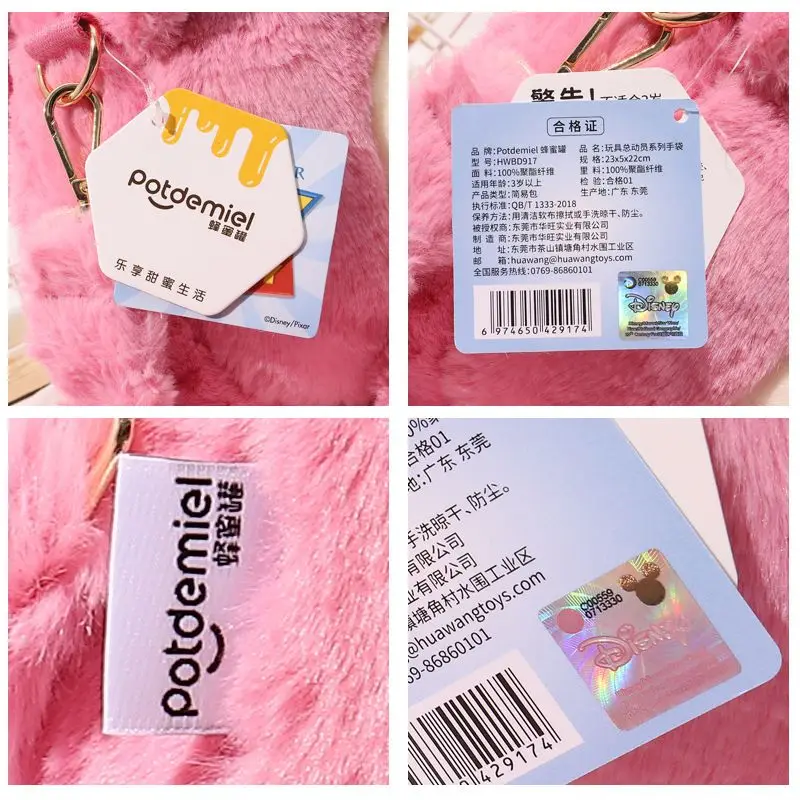 potdemiel
蜂蜜罐
乐享甜蜜生活
©Disney/Pixar
警告!
合格证
品 牌:Potdemiel 蜂蜜罐 品 名:玩具总动员系列手袋
型 号:HWBD917 规 格:23x5x22cm
面 料:100%聚酯纤维 里 料:100%聚酯纤维
适用年龄:3岁以上 检 验:合格01
产品类型:简易包 生产地:广东 东莞
执行标准:QB/T 1333-2018
保养方法:用清洁软布擦拭或手洗晾干、防尘。
被授权商:东莞市华旺实业有限公司
制 造 商:东莞市华旺实业有限公司
地 址:东莞市茶山镇塘角村水围工业区
邮 箱:huawang@huawangtoys.com
全国服务热线:0769-86860101
C00559
0713330
Disney
6 974650 429174
potdemiel
蜂蜜罐
00%聚
合格01
地:广东 东莞
手洗晾干、防尘。
有限公司
业有限公司
镇塘角村水围工业区
@huawangtoys.com
69-86860101
C00559
0713330
Disney
0 429174